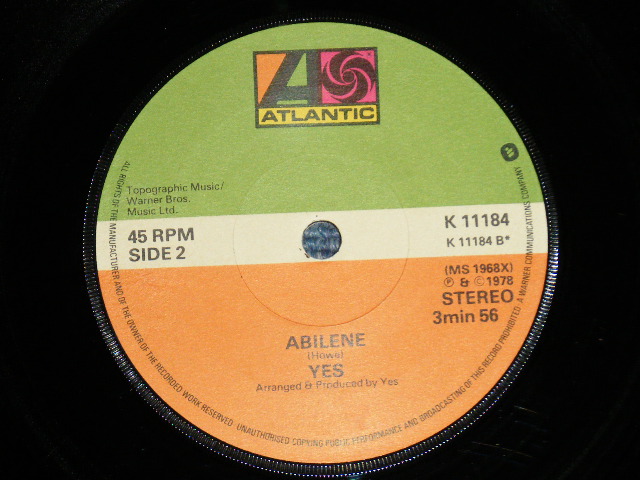 ATLANTIC
Topographic Music/
Warner Bros.
Music Ltd.
45 RPM
SIDE 2
K 11184
K 11184 B*
(MS 1968X)
℗ & © 1978
STEREO
3min 56
ABILENE
(Howe)
YES
Arranged & Produced by Yes
ALL RIGHTS OF THE MANUFACTURER AND OF THE OWNER OF THE RECORDED WORK RESERVED. UNAUTHORISED COPYING PUBLIC PERFORMANCE AND BROADCASTING OF THIS RECORD PROHIBITED. A WARNER COMMUNICATIONS COMPANY